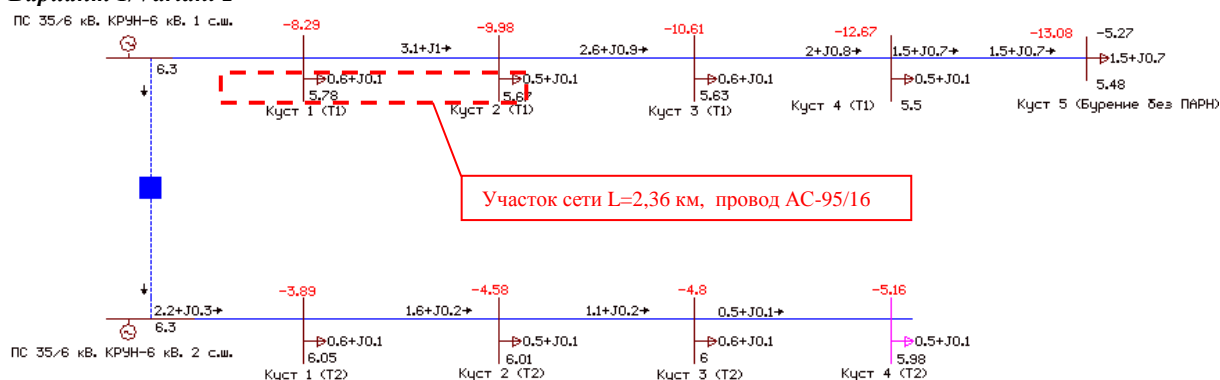 ПС 35/6 кВ. КРУН-6 кВ. 1 с.ш.
-8.29
-9.98
-10.61
-12.67
-13.08
-5.27
3.1+J1
2.6+J0.9
2+J0.8
1.5+J0.7
1.5+J0.7
6.3
0.6+J0.1
0.5+J0.1
0.6+J0.1
0.5+J0.1
1.5+J0.7
5.78
5.67
5.63
5.5
5.48
Куст 1 (Т1)
Куст 2 (Т1)
Куст 3 (Т1)
Куст 4 (Т1)
Куст 5 (Бурение без ПАРН)
Участок сети L=2,36 км, провод АС-95/16
-3.89
-4.58
-4.8
-5.16
2.2+J0.3
1.6+J0.2
1.1+J0.2
0.5+J0.1
6.3
ПС 35/6 кВ. КРУН-6 кВ. 2 с.ш.
0.6+J0.1
0.5+J0.1
0.6+J0.1
0.5+J0.1
6.05
6.01
6
5.98
Куст 1 (Т2)
Куст 2 (Т2)
Куст 3 (Т2)
Куст 4 (Т2)